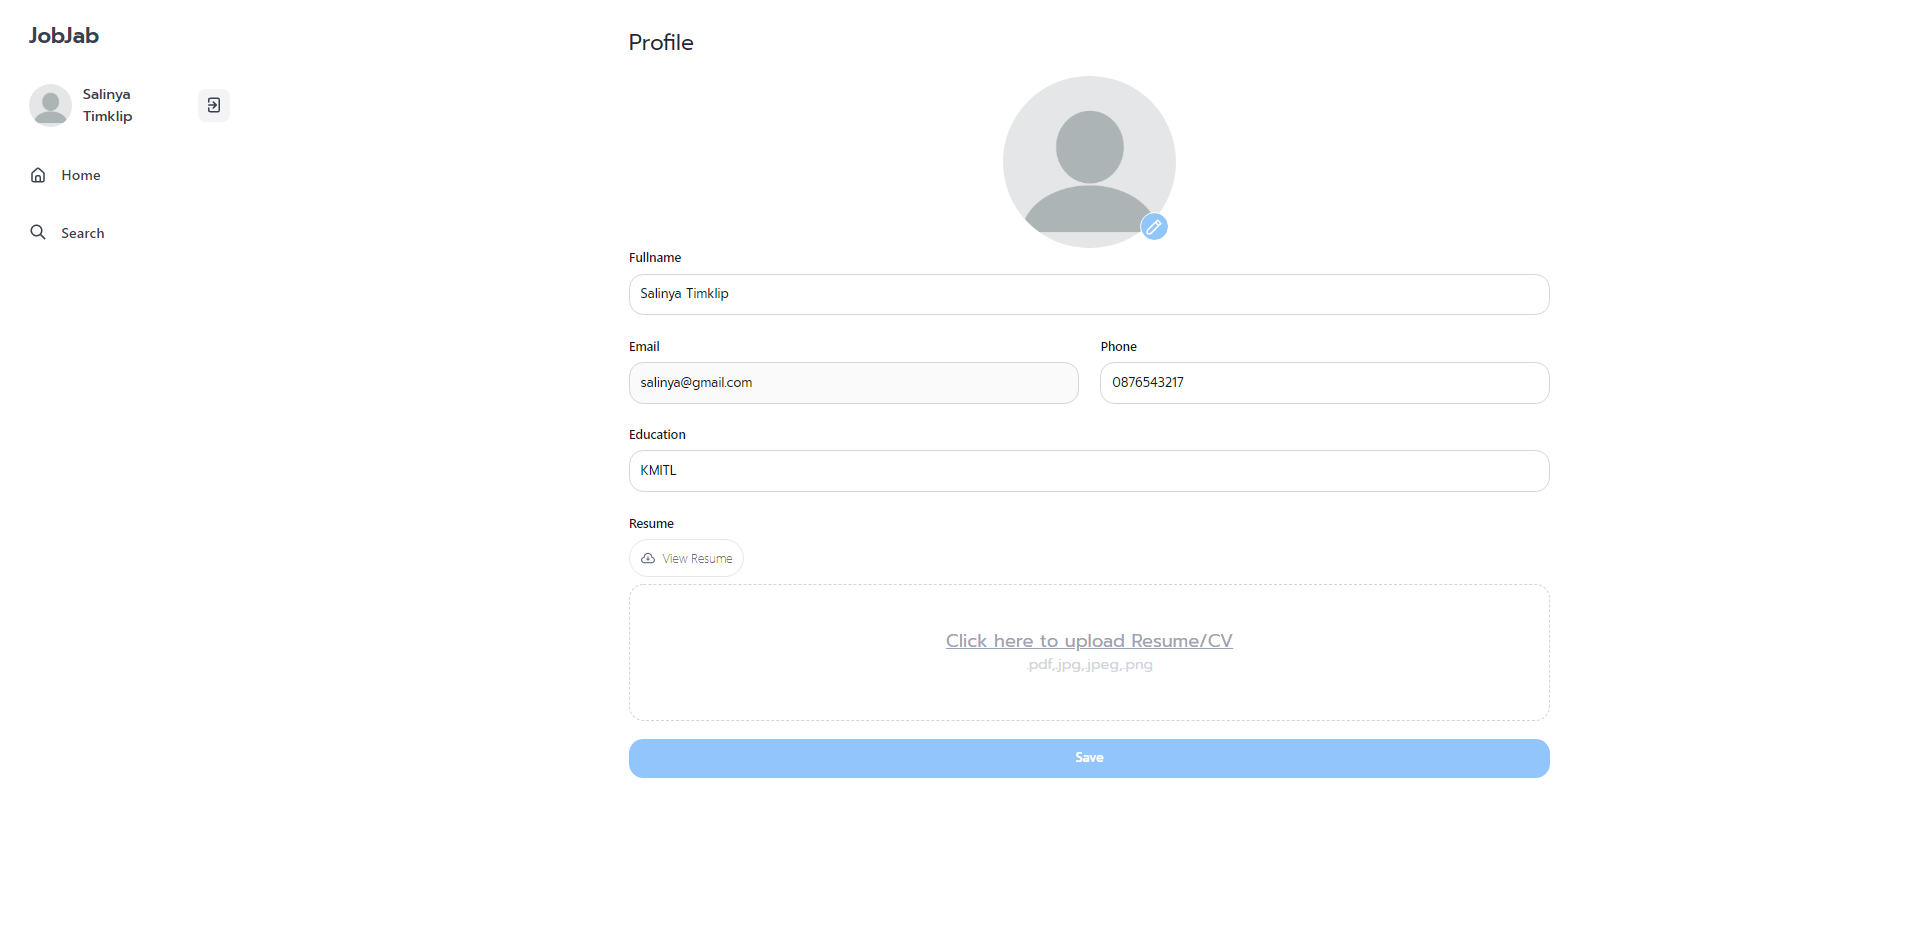 JobJab
Salinya
Timklip
Home
Search
Profile
Fullname
Salinya Timklip
Email
Phone
salinya@gmail.com
0876543217
Education
KMITL
Resume
View Resume
Click here to upload Resume/CV
.pdf,.jpg,.jpeg,.png
Save